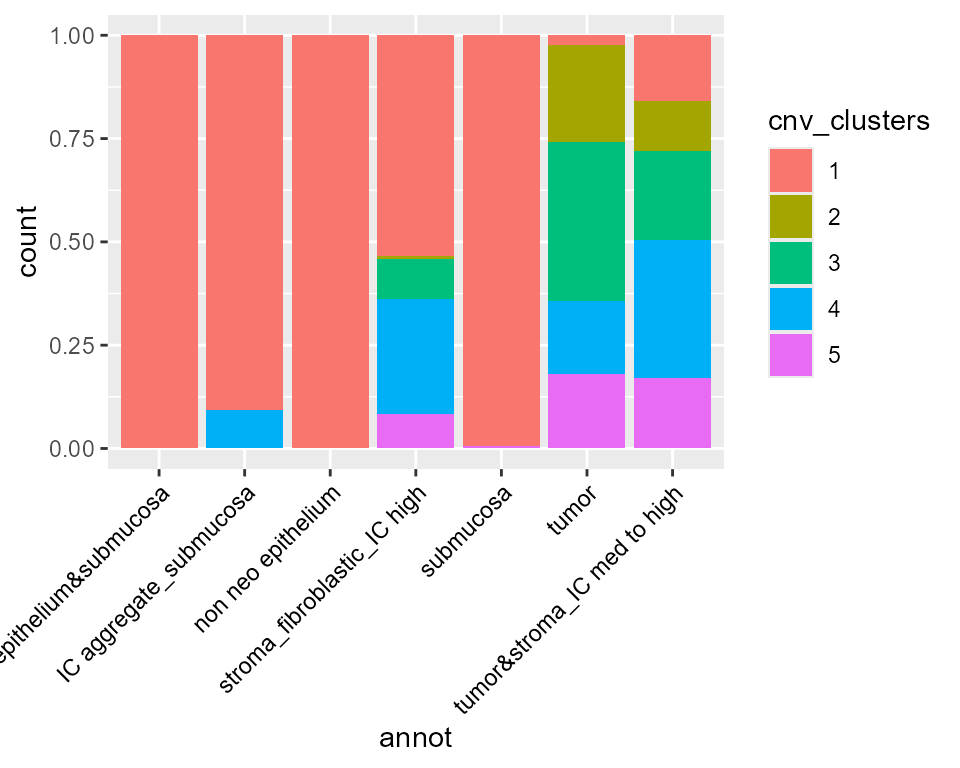 1.00
0.75
0.50
0.25
0.00
count
epithelium&submucosa
IC aggregate_submucosa
non neo epithelium
stroma_fibroblastic_IC high
submucosa
tumor
tumor&stroma_IC med to high
annot
cnv_clusters
1
2
3
4
5